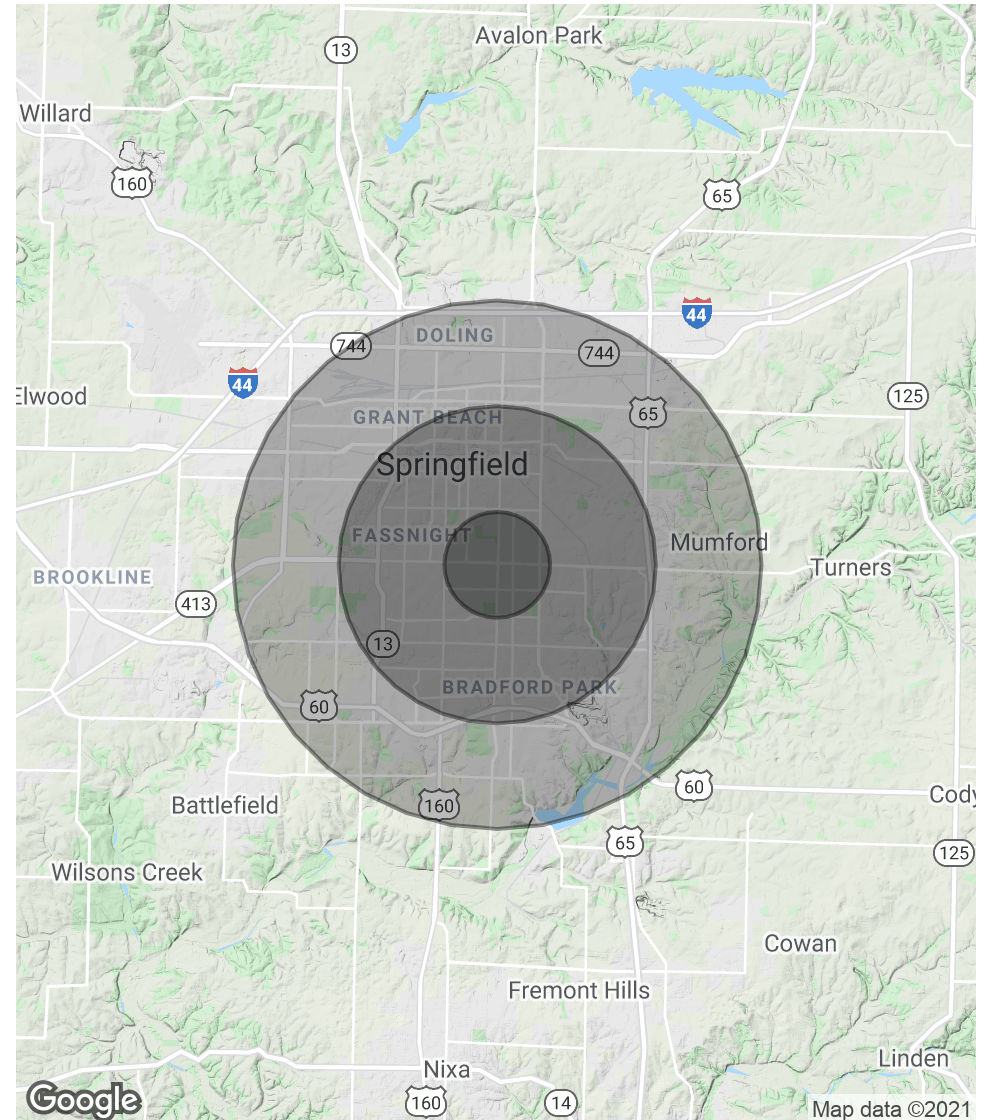 13
Avalon Park
Willard
160
65
44
DOLING
744
744
44
Elwood
125
65
GRANT BEACH
Springfield
FASSNIGHT
Mumford
Turners
BROOKLINE
413
13
BRADFORD PARK
60
60
Cody
160
Battlefield
65
125
Wilsons Creek
Cowan
Fremont Hills
Linden
Nixa
Google
160
14
Map data ©2021